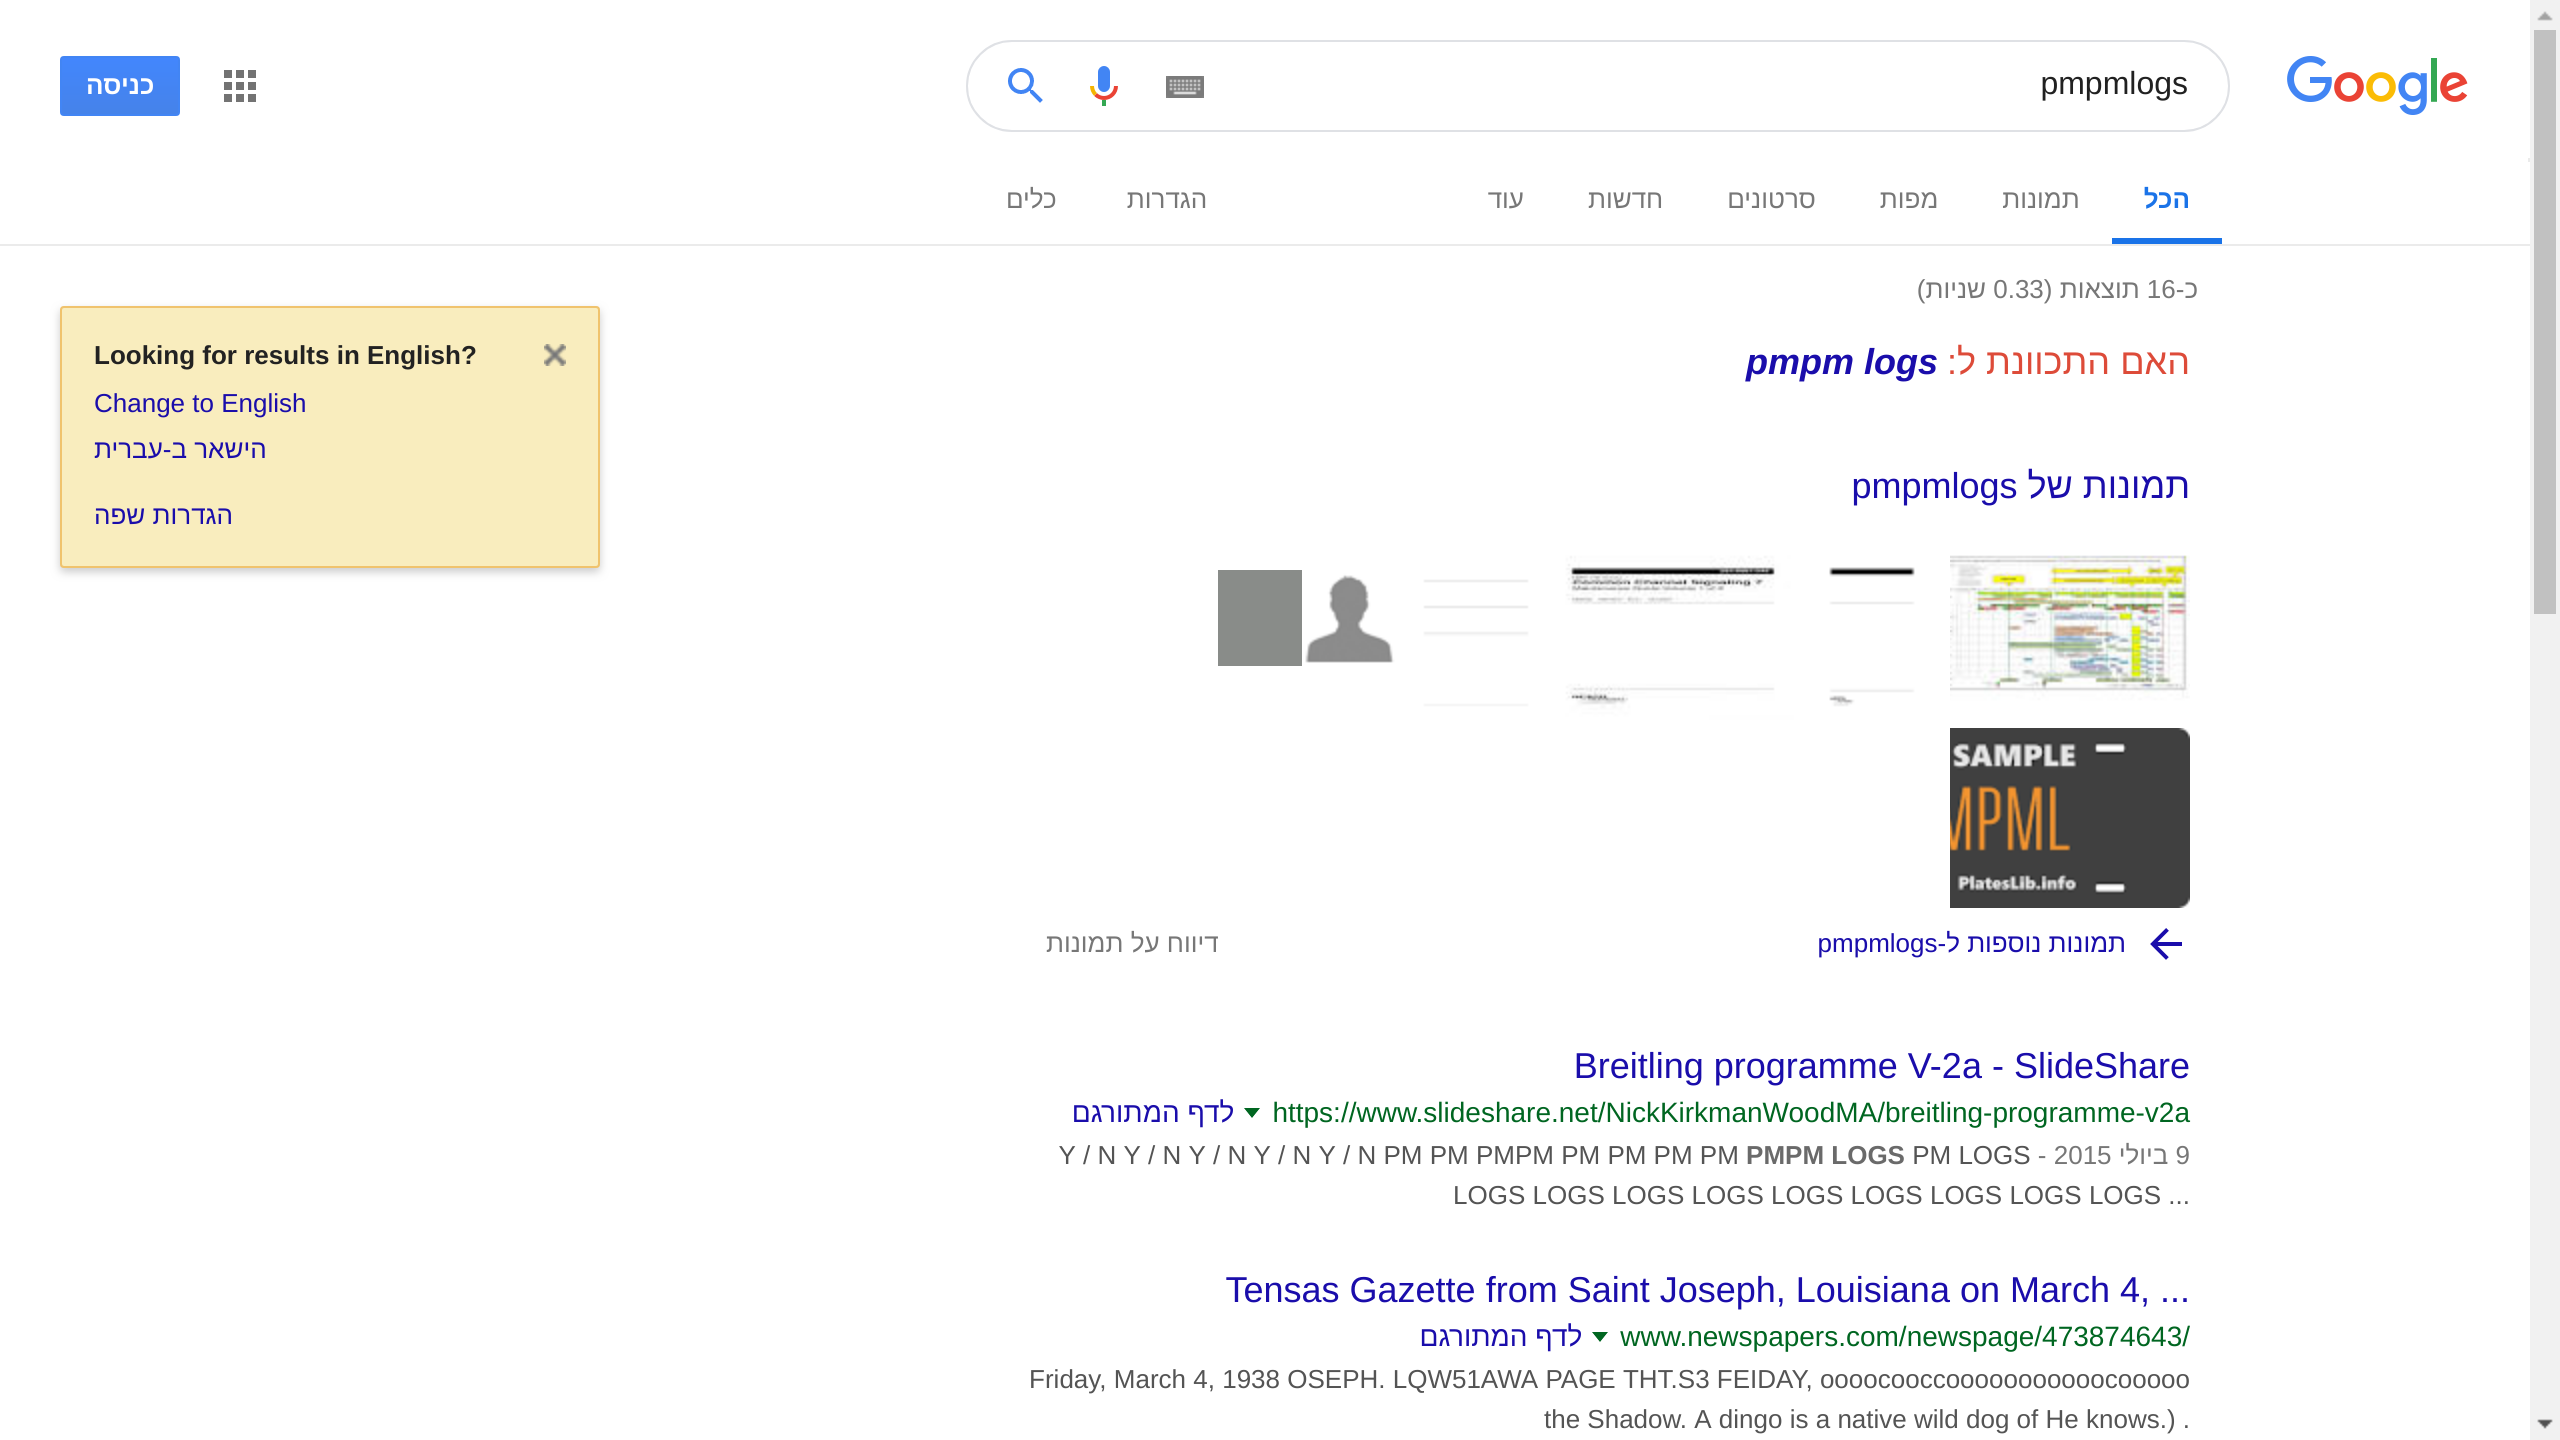 Google
pmpmlogs
כניסה
הכל
תמונות
מפות
סרטונים
חדשות
עוד
הגדרות
כלים
כ-16 תוצאות (0.33 שניות)
האם התכוונת ל: pmpm logs
Looking for results in English?
Change to English
הישאר ב-עברית
הגדרות שפה
תמונות של pmpmlogs
Common Channel Signaling 7
SAMPLE
MPML
PlatesLib.info
תמונות נוספות ל-pmpmlogs
דיווח על תמונות
Breitling programme V-2a - SlideShare
https://www.slideshare.net/NickKirkmanWoodMA/breitling-programme-v2a לדף המתורגם
9 ביולי 2015 - Y / N Y / N Y / N Y / N Y / N PM PM PMPM PM PM PM PM PMPM LOGS PM LOGS
LOGS LOGS LOGS LOGS LOGS LOGS LOGS LOGS LOGS ...
Tensas Gazette from Saint Joseph, Louisiana on March 4, ...
www.newspapers.com/newspage/473874643/ לדף המתורגם
Friday, March 4, 1938 OSEPH. LQW51AWA PAGE THT.S3 FEIDAY, oooocooccooooooooooocooooo
the Shadow. A dingo is a native wild dog of He knows.) .